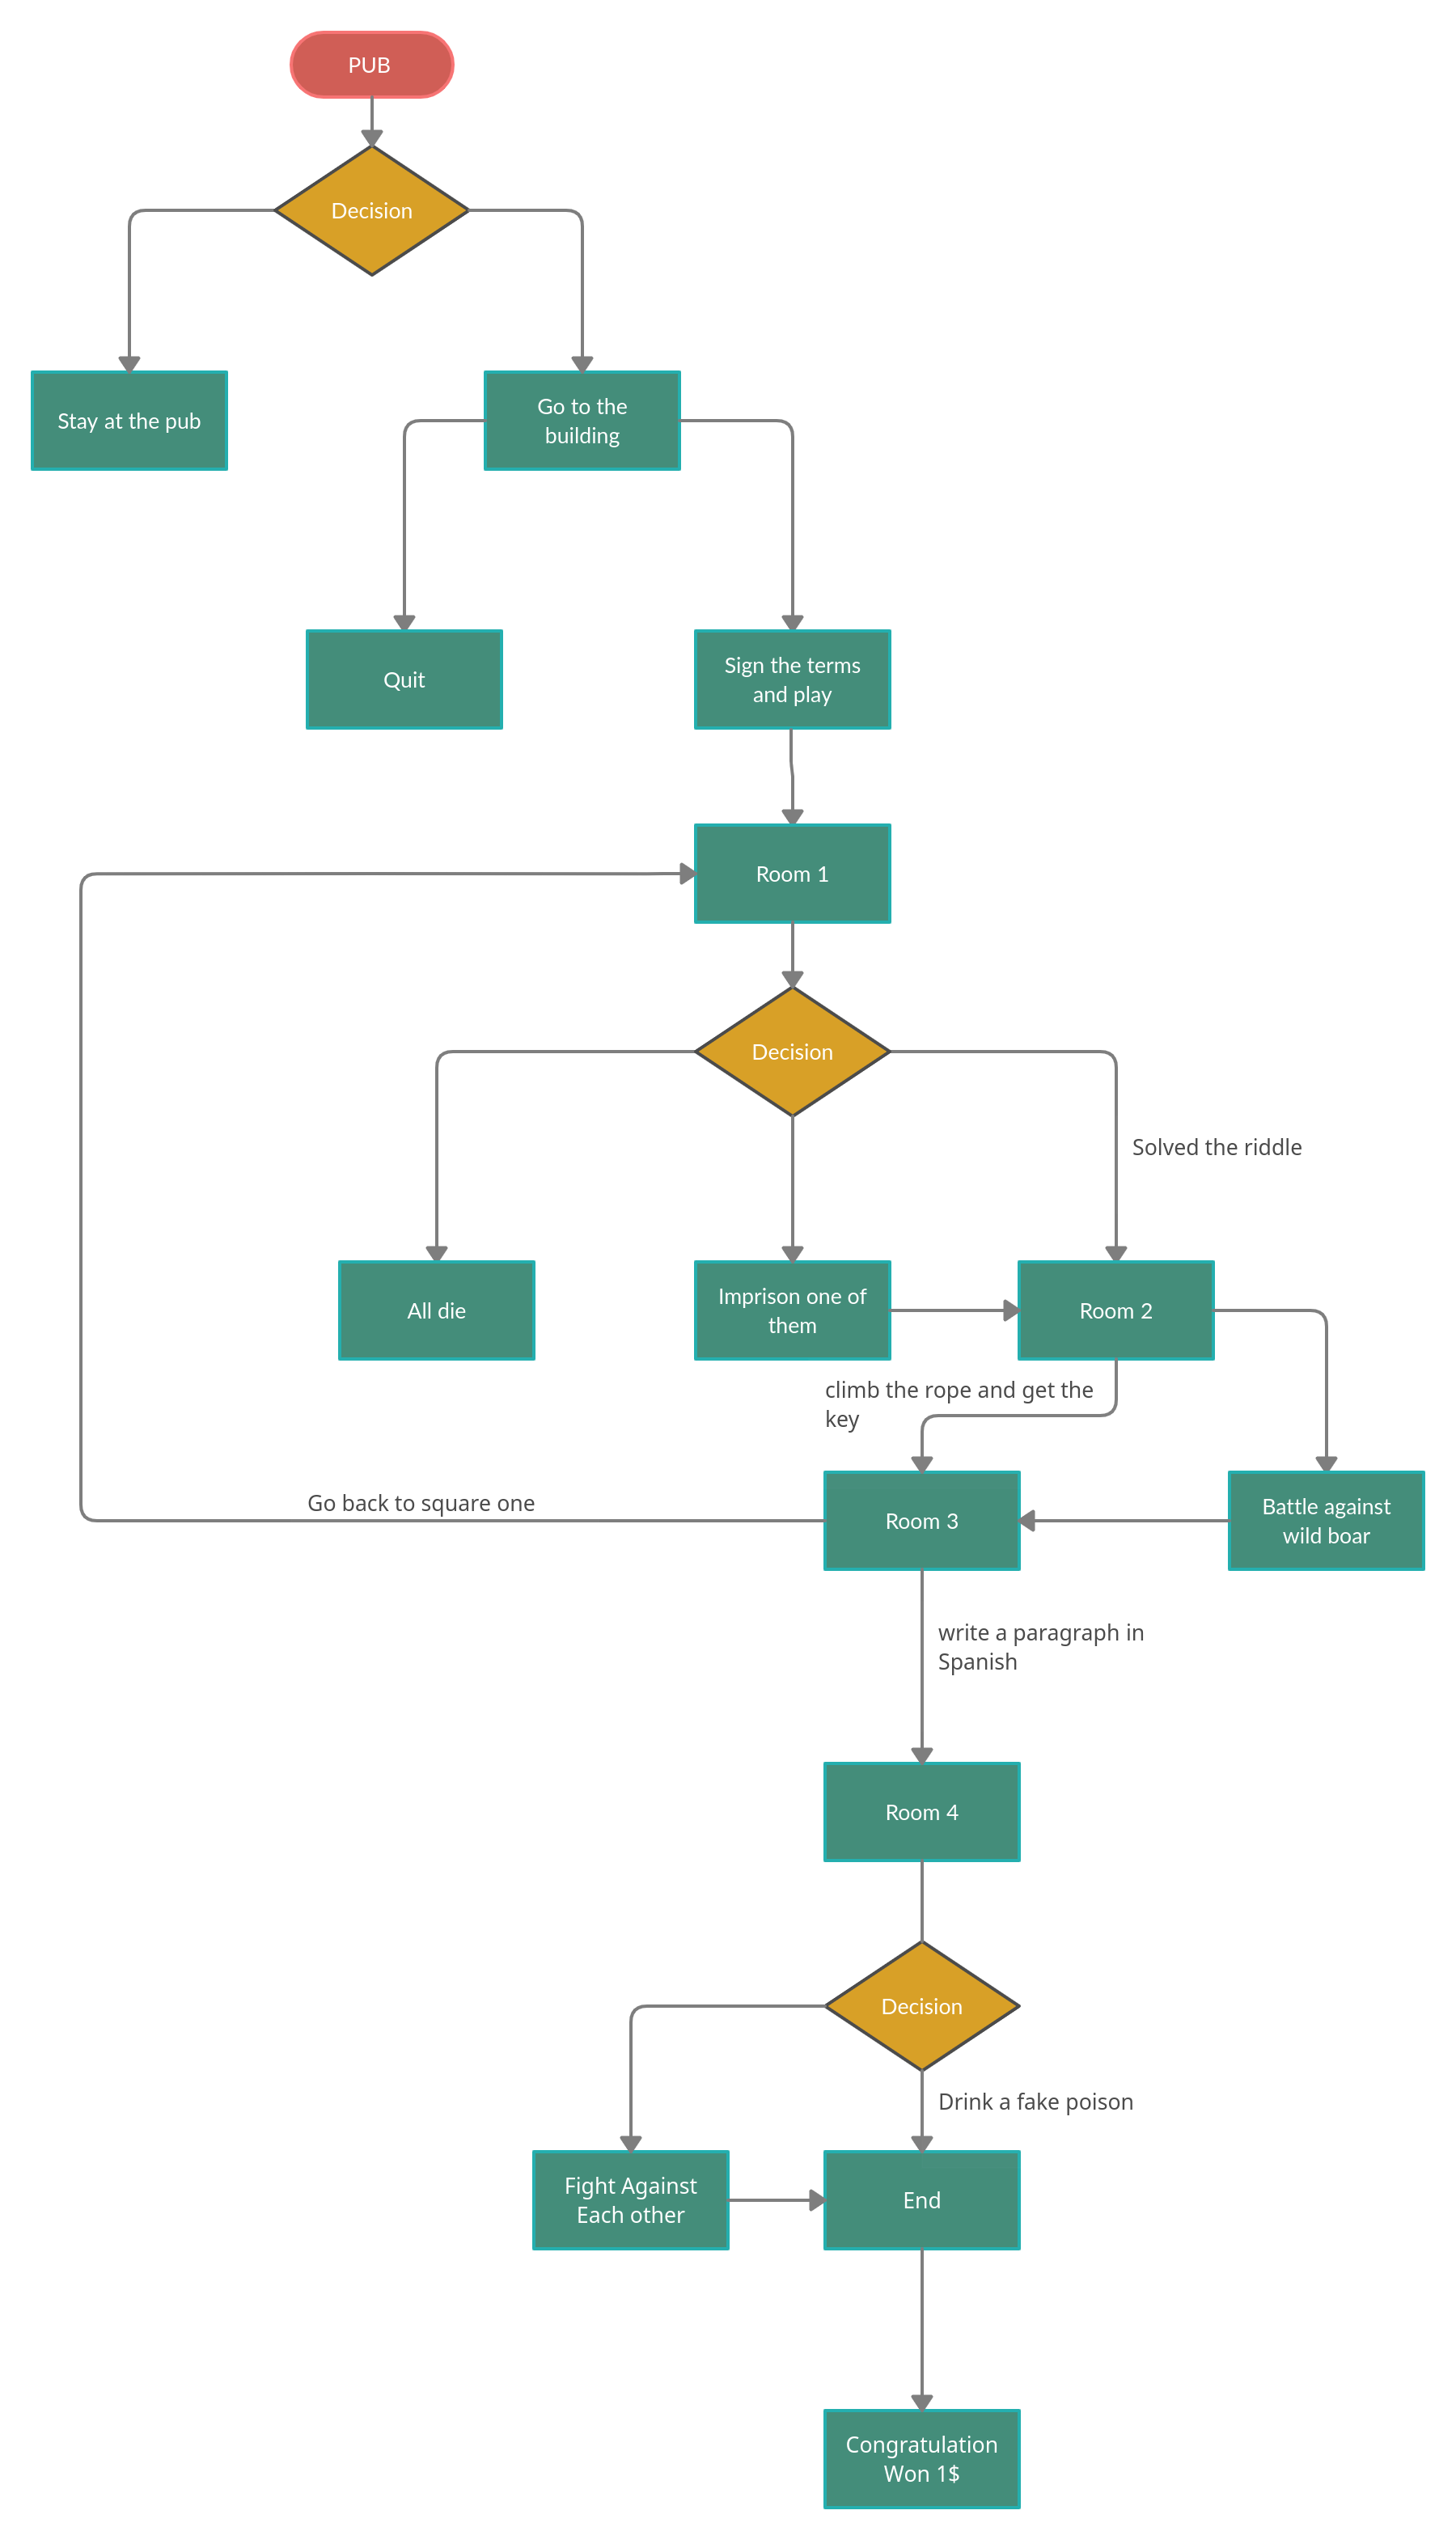 PUB
Decision
Stay at the pub
Go to the
building
Quit
Sign the terms
and play
Room 1
Decision
Solved the riddle
All die
Imprison one of
them
Room 2
climb the rope and get the
key
Go back to square one
Room 3
Battle against
wild boar
write a paragraph in
Spanish
Room 4
Decision
Drink a fake poison
Fight Against
Each other
End
Congratulation
Won 1$